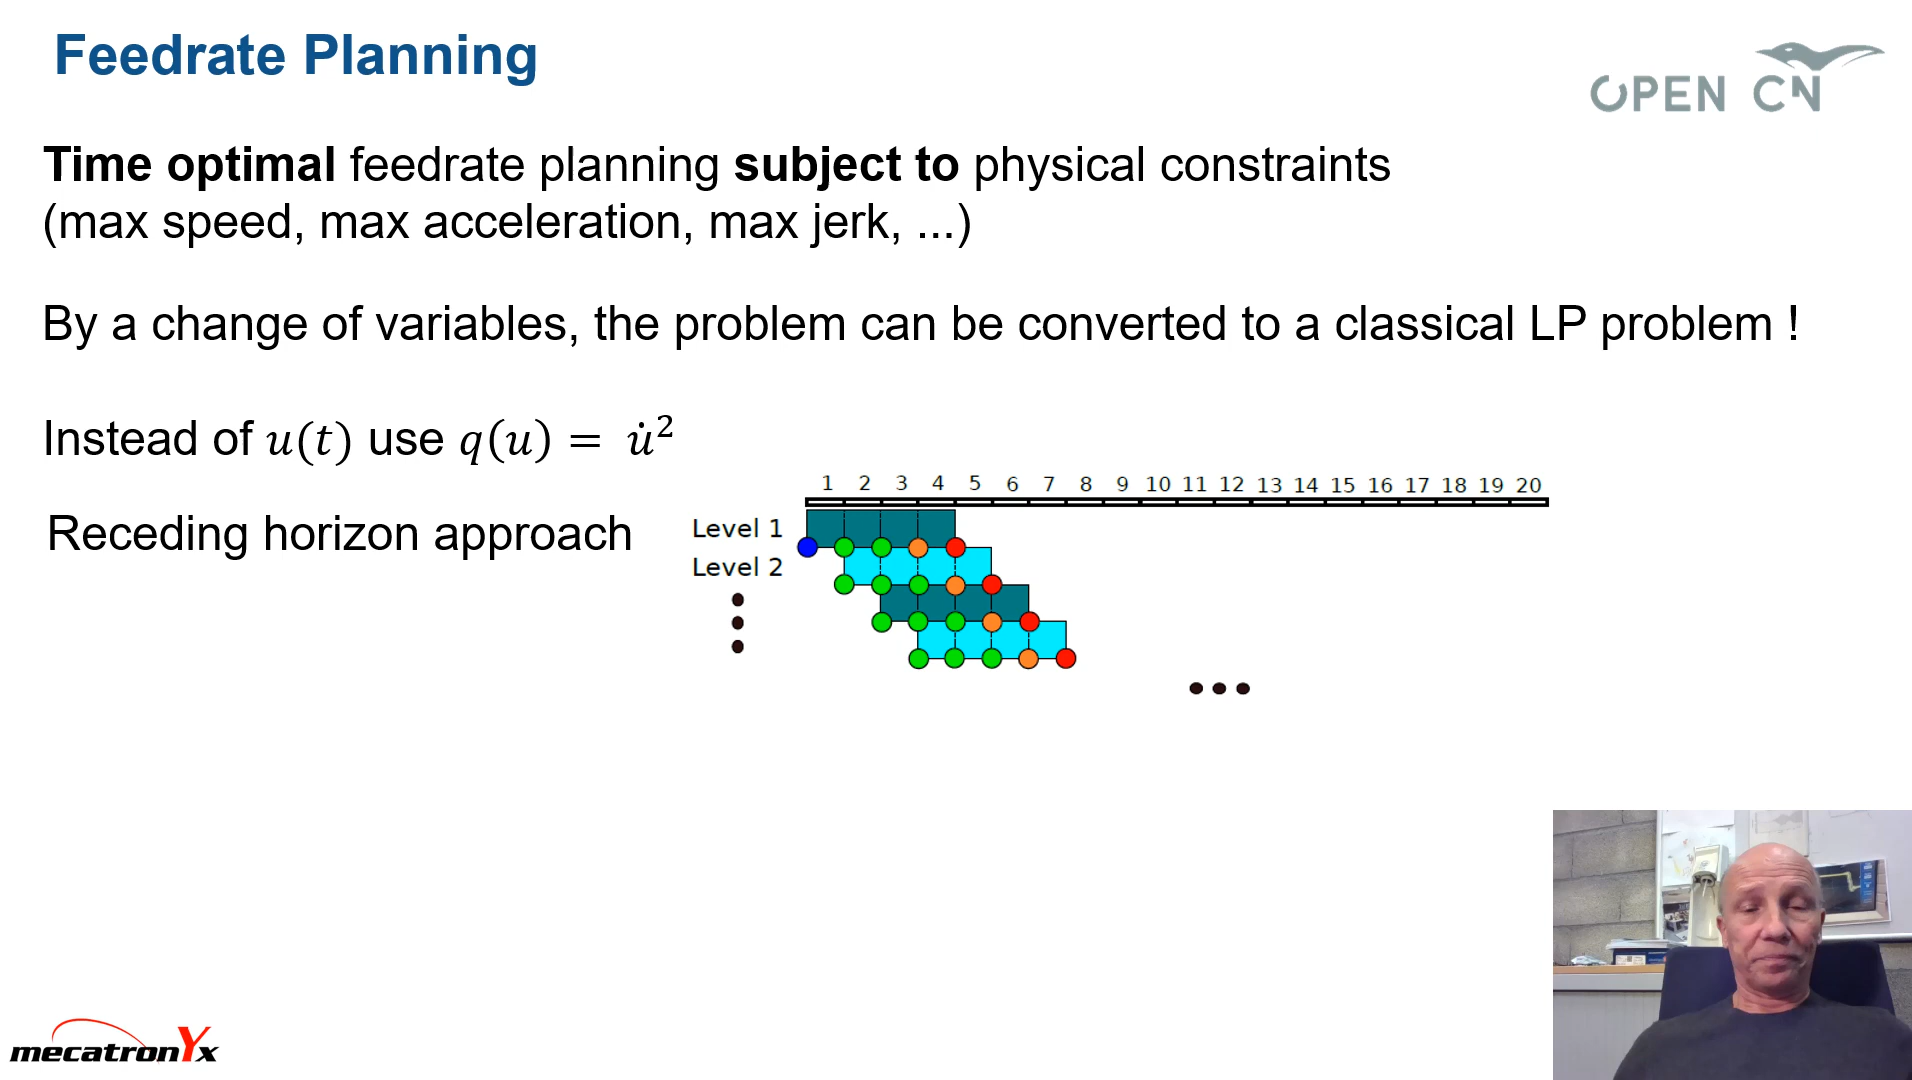 Feedrate Planning
OPEN CN
Time optimal feedrate planning subject to physical constraints
(max speed, max acceleration, max jerk, ...)
By a change of variables, the problem can be converted to a classical LP problem !
Instead of u(t) use q(u) = u̇²
1 2 3 4 5 6 7 8 9 10 11 12 13 14 15 16 17 18 19 20
Receding horizon approach
Level 1
Level 2
mecatronYx